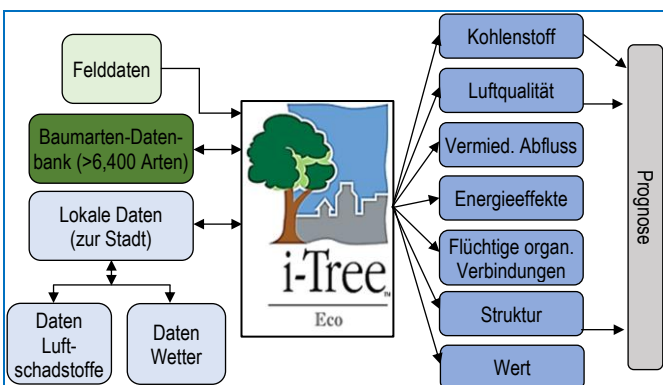 Felddaten
Baumarten-Daten-
bank (>6,400 Arten)
Lokale Daten
(zur Stadt)
Daten
Luft-
schadstoffe
Daten
Wetter
i-Tree™
Eco
Kohlenstoff
Luftqualität
Vermied. Abfluss
Energieeffekte
Flüchtige organ.
Verbindungen
Struktur
Wert
Prognose